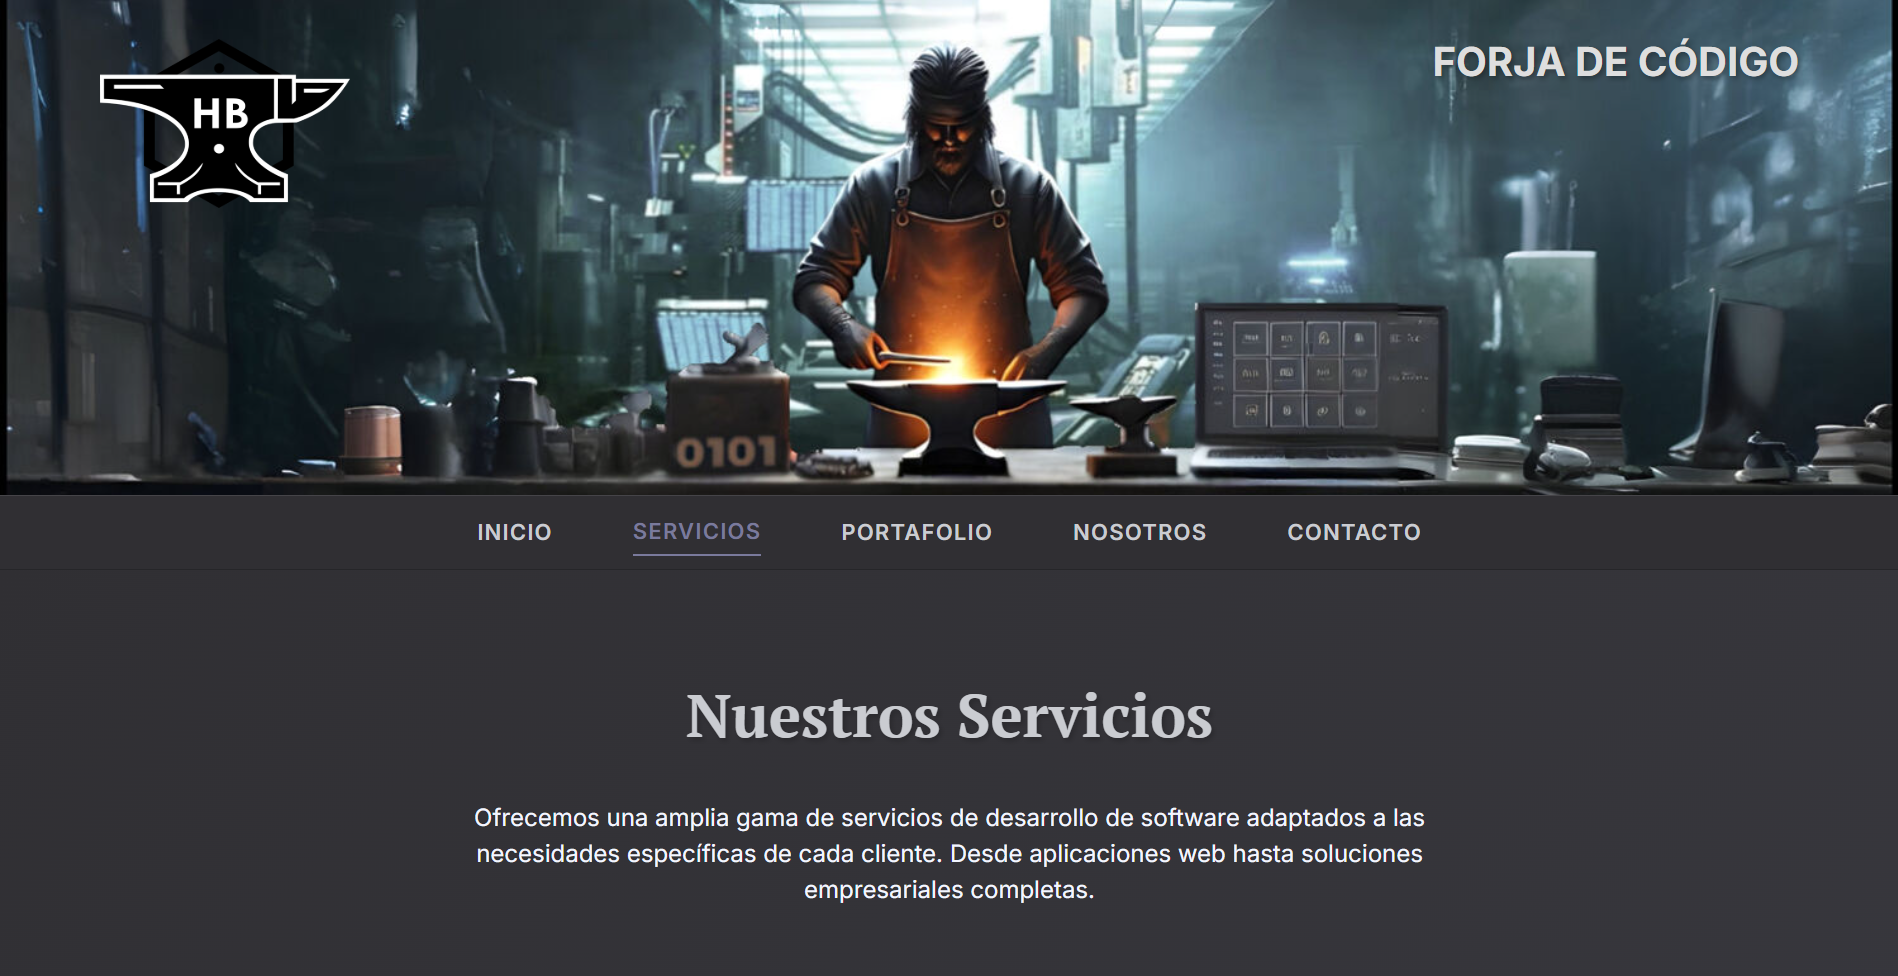 HB
FORJA DE CÓDIGO
0101
INICIO SERVICIOS PORTAFOLIO NOSOTROS CONTACTO
Nuestros Servicios
Ofrecemos una amplia gama de servicios de desarrollo de software adaptados a las
necesidades específicas de cada cliente. Desde aplicaciones web hasta soluciones
empresariales completas.